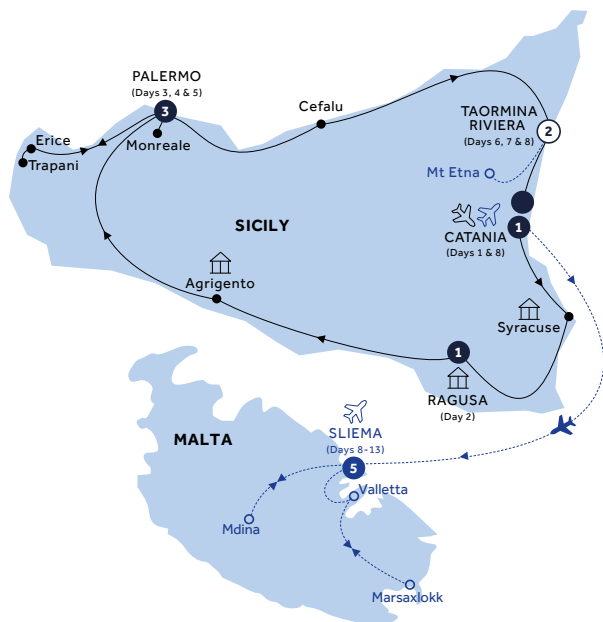 PALERMO
(Days 3, 4 & 5)
3
Cefalu
TAORMINA
RIVIERA
(Days 6, 7 & 8)
2
Erice
Trapani
Monreale
Mt Etna
SICILY
1
CATANIA
(Days 1 & 8)
Agrigento
Syracuse
1
RAGUSA
(Day 2)
MALTA
SLIEMA
(Days 8-13)
5
Valletta
Mdina
Marsaxlokk